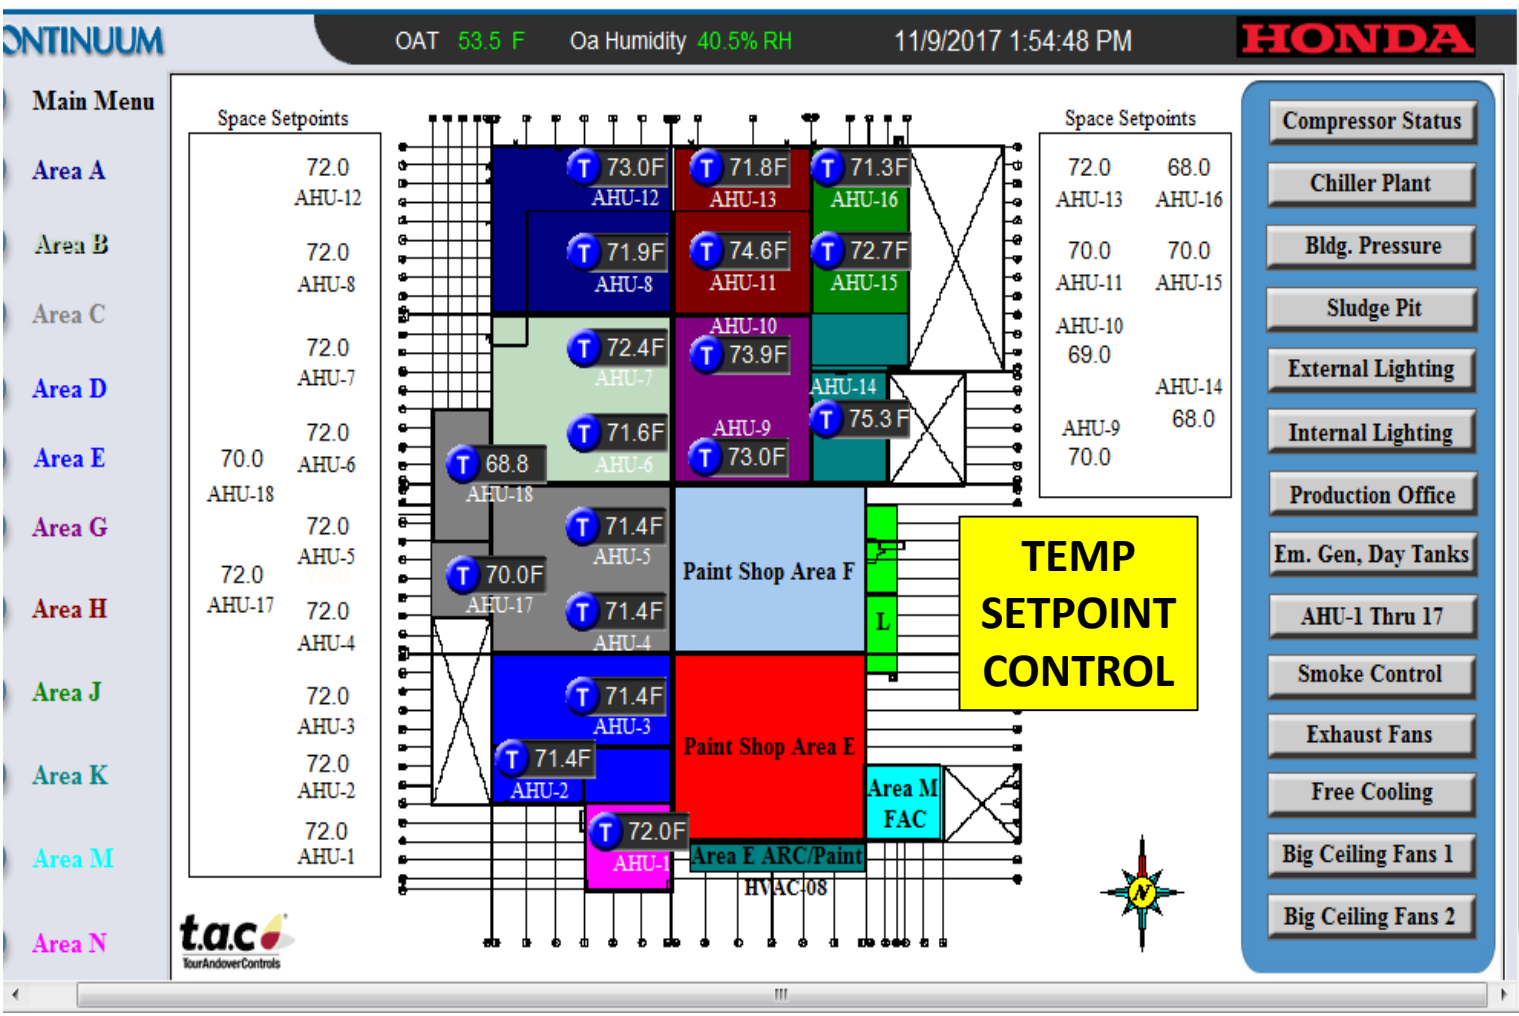 ONTINUUM
OAT 53.5 F Oa Humidity 40.5% RH 11/9/2017 1:54:48 PM HONDA
Main Menu
Area A
Area B
Area C
Area D
Area E
Area G
Area H
Area J
Area K
Area M
Area N
Space Setpoints
72.0
AHU-12
72.0
AHU-8
72.0
AHU-7
72.0
AHU-6
70.0
AHU-18
72.0
AHU-5
72.0
AHU-17
72.0
AHU-4
72.0
AHU-3
72.0
AHU-2
72.0
AHU-1
T 73.0F
AHU-12
T 71.8F
AHU-13
T 71.3F
AHU-16
T 71.9F
AHU-8
T 74.6F
AHU-11
T 72.7F
AHU-15
T 72.4F
AHU-7
AHU-10
T 73.9F
AHU-14
T 75.3F
T 71.6F
AHU-6
AHU-9
T 73.0F
T 68.8
AHU-18
T 71.4F
AHU-5
T 70.0F
AHU-17
T 71.4F
AHU-4
Paint Shop Area F
L
T 71.4F
AHU-3
T 71.4F
AHU-2
Paint Shop Area E
T 72.0F
AHU-1
Area M
FAC
Area E ARC/Paint
HVAC-08
Space Setpoints
72.0 68.0
AHU-13 AHU-16
70.0 70.0
AHU-11 AHU-15
AHU-10
69.0
AHU-14
68.0
AHU-9
70.0
TEMP
SETPOINT
CONTROL
N
t.a.c
TourAndoverControls
Compressor Status
Chiller Plant
Bldg. Pressure
Sludge Pit
External Lighting
Internal Lighting
Production Office
Em. Gen, Day Tanks
AHU-1 Thru 17
Smoke Control
Exhaust Fans
Free Cooling
Big Ceiling Fans 1
Big Ceiling Fans 2